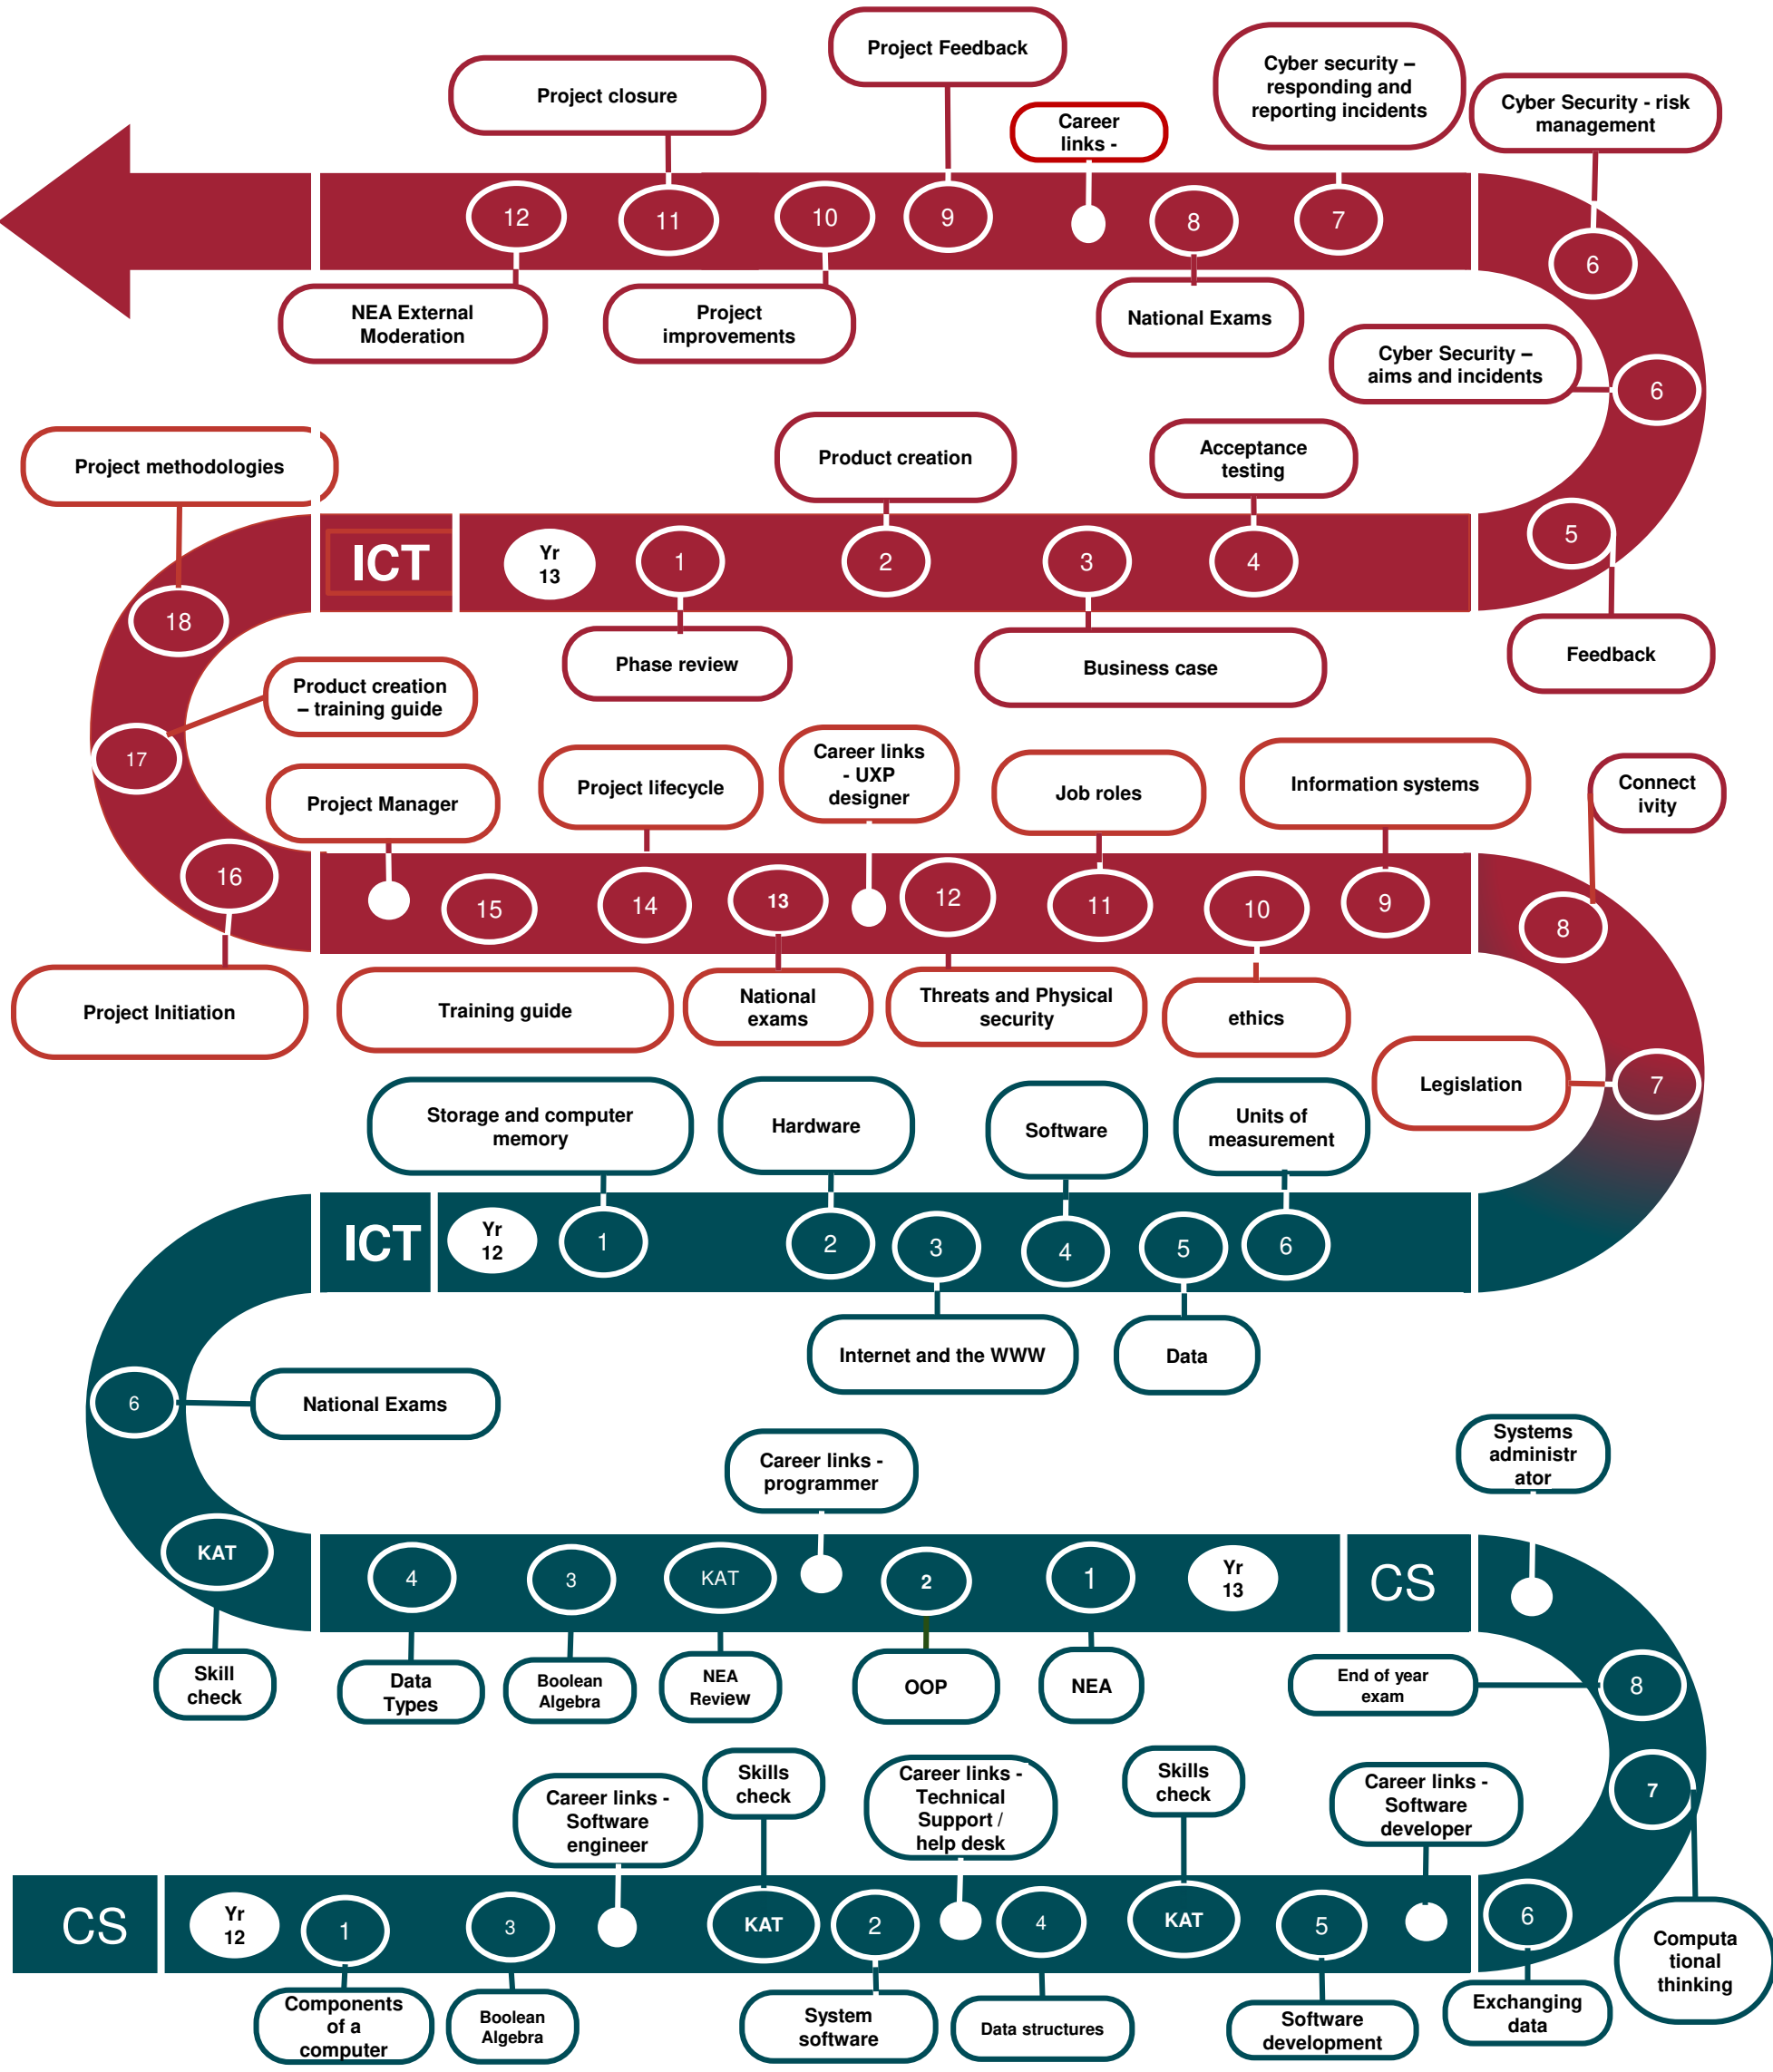 Project Feedback
Project closure
Cyber security –
responding and
reporting incidents
Cyber Security - risk
management
Career
links -
12
11
10
9
8
7
6
NEA External
Moderation
Project
improvements
National Exams
Cyber Security –
aims and incidents
6
Project methodologies
Product creation
Acceptance
testing
ICT
Yr
13
1
2
3
4
5
18
Phase review
Business case
Feedback
Product creation
– training guide
17
Project Manager
Project lifecycle
Career links
- UXP
designer
Job roles
Information systems
Connect
ivity
16
15
14
13
12
11
10
9
8
Project Initiation
Training guide
National
exams
Threats and Physical
security
ethics
Legislation
7
Storage and computer
memory
Hardware
Software
Units of
measurement
ICT
Yr
12
1
2
3
4
5
6
Internet and the WWW
Data
6
National Exams
Career links -
programmer
Systems
administr
ator
KAT
4
3
KAT
2
1
Yr
13
CS
Skill
check
Data
Types
Boolean
Algebra
NEA
Review
OOP
NEA
End of year
exam
8
Career links -
Software
engineer
Skills
check
Career links -
Technical
Support /
help desk
Skills
check
Career links -
Software
developer
7
CS
Yr
12
1
3
KAT
2
4
KAT
5
6
Components
of a
computer
Boolean
Algebra
System
software
Data structures
Software
development
Exchanging
data
Computa
tional
thinking